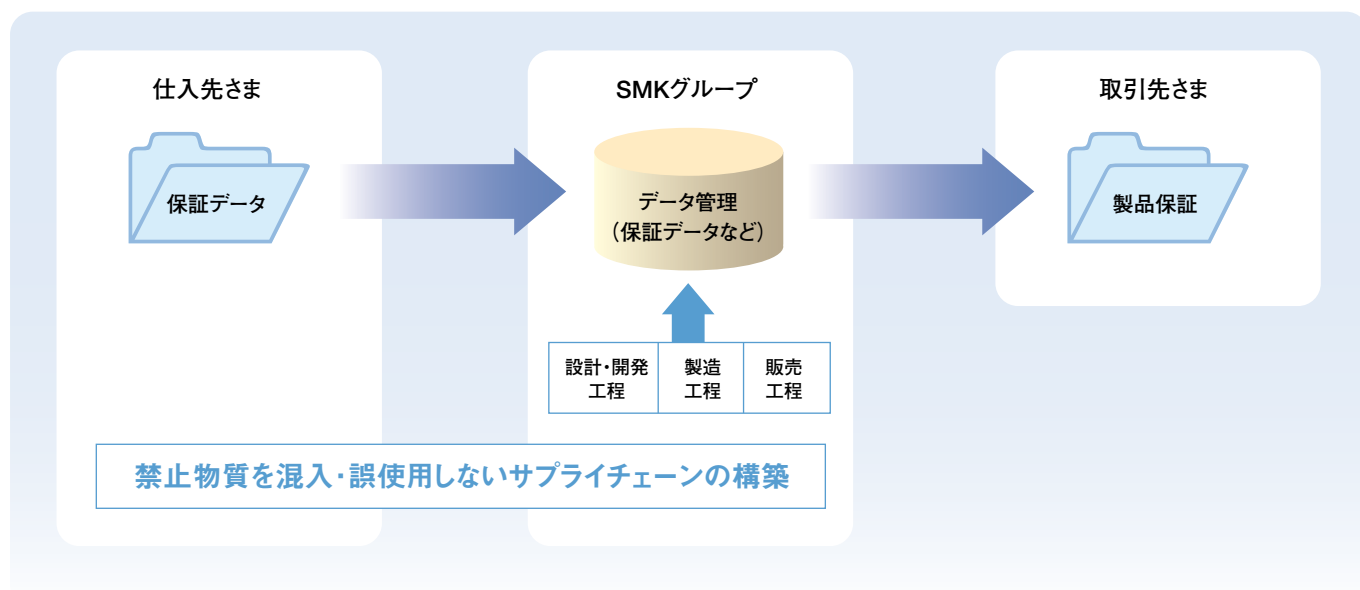 仕入先さま
保証データ
SMKグループ
データ管理
（保証データなど）
設計・開発
工程
製造
工程
販売
工程
取引先さま
製品保証
禁止物質を混入・誤使用しないサプライチェーンの構築